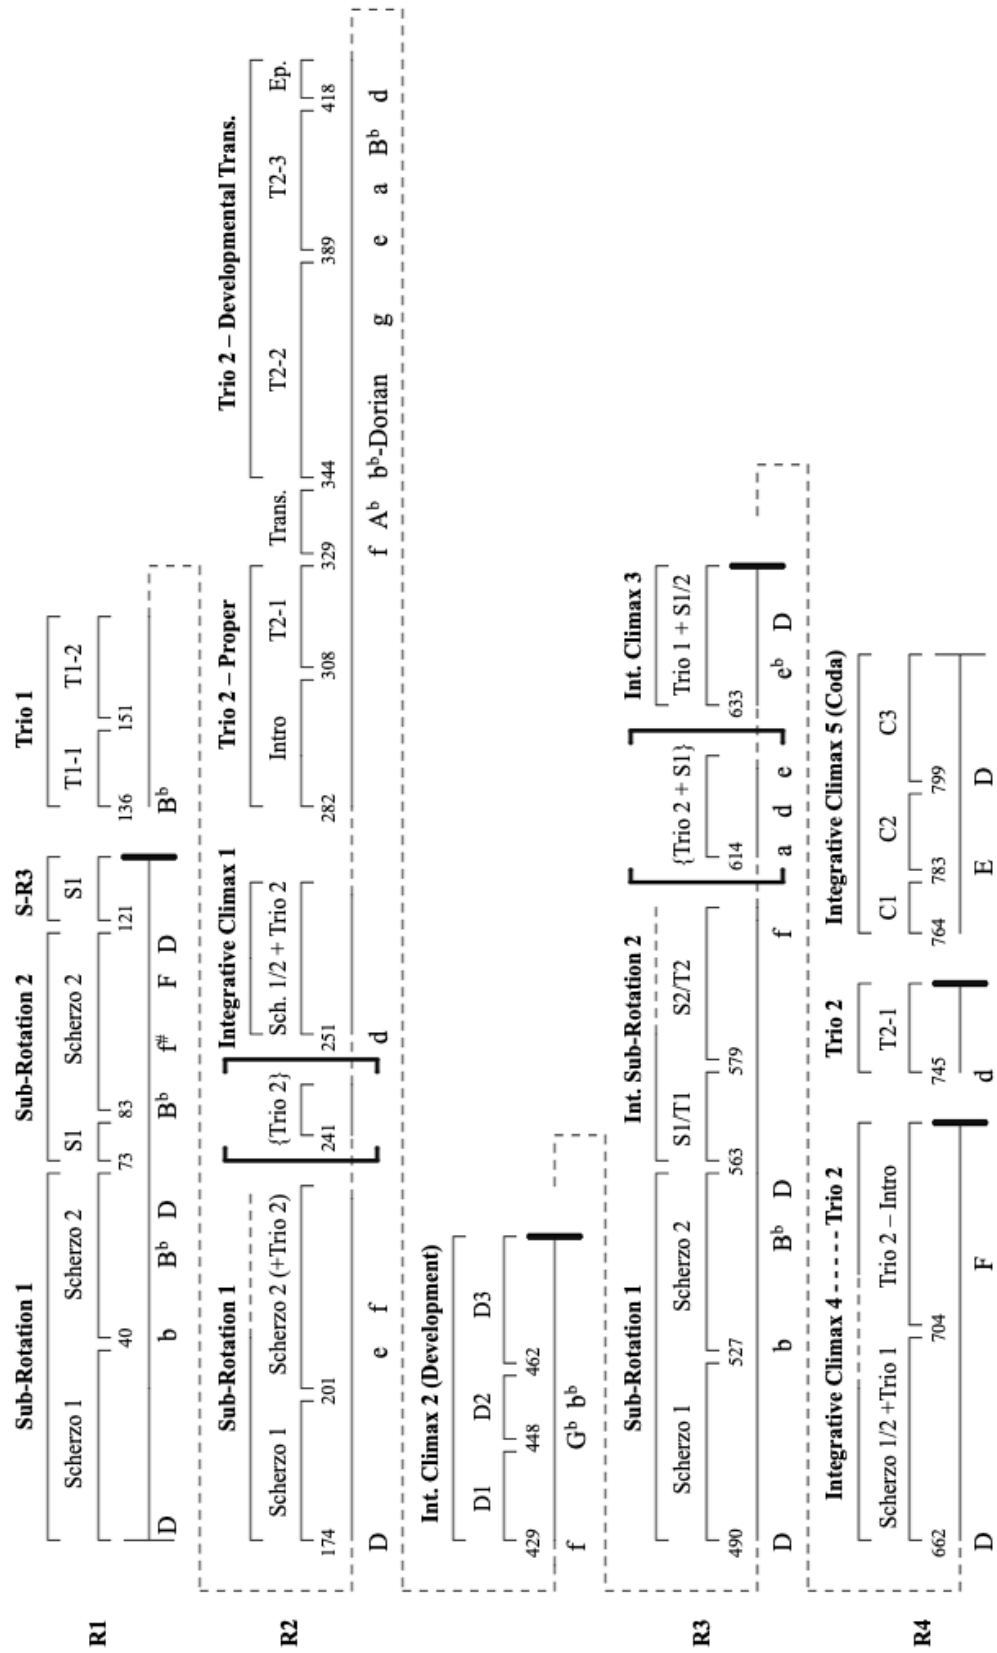 Sub-Rotation 1 Sub-Rotation 2 S-R3 Trio 1
Scherzo 1 Scherzo 2 S1 Scherzo 2 S1 T1-1 T1-2
R1
40 73 83 121 136 151
D b B♭ D B♭ f# F D B♭
Sub-Rotation 1 Integrative Climax 1 Trio 2 – Proper Trio 2 – Developmental Trans.
Scherzo 1 Scherzo 2 (+Trio 2) {Trio 2} Sch. 1/2 + Trio 2 Intro T2-1 Trans. T2-2 T2-3 Ep.
R2
174 201 241 251 282 308 329 329 344 389 418
D e f d f A♭ b♭-Dorian g e a B♭ d
Int. Climax 2 (Development)
D1 D2 D3
429 448 462
f G♭ b♭
Sub-Rotation 1 Int. Sub-Rotation 2 Int. Climax 3
Scherzo 1 Scherzo 2 S1/T1 S2/T2 {Trio 2 + S1} Trio 1 + S1/2
R3
490 527 563 579 614 633
D b B♭ D f a d e e♭ D
Integrative Climax 4 ----- Trio 2 Trio 2 Integrative Climax 5 (Coda)
Scherzo 1/2 +Trio 1 Trio 2 – Intro T2-1 C1 C2 C3
R4
662 704 745 764 783 799
D F d E D